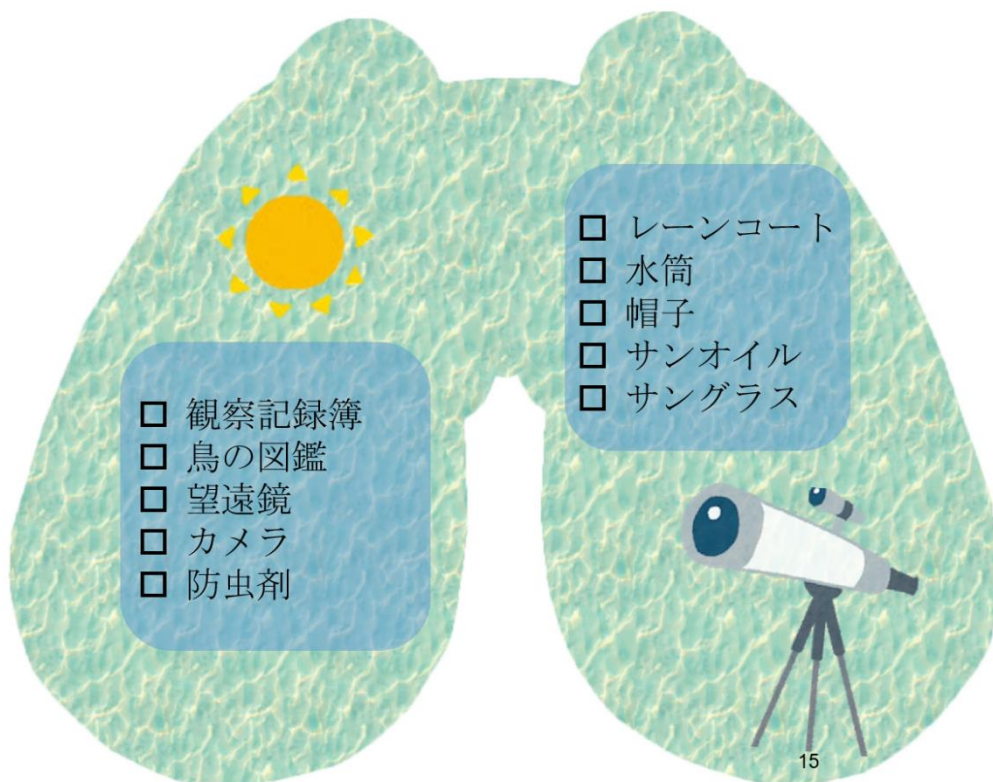 □ 観察記録簿
□ 鳥の図鑑
□ 望遠鏡
□ カメラ
□ 防虫剤
□ レーンコート
□ 水筒
□ 帽子
□ サンオイル
□ サングラス
15